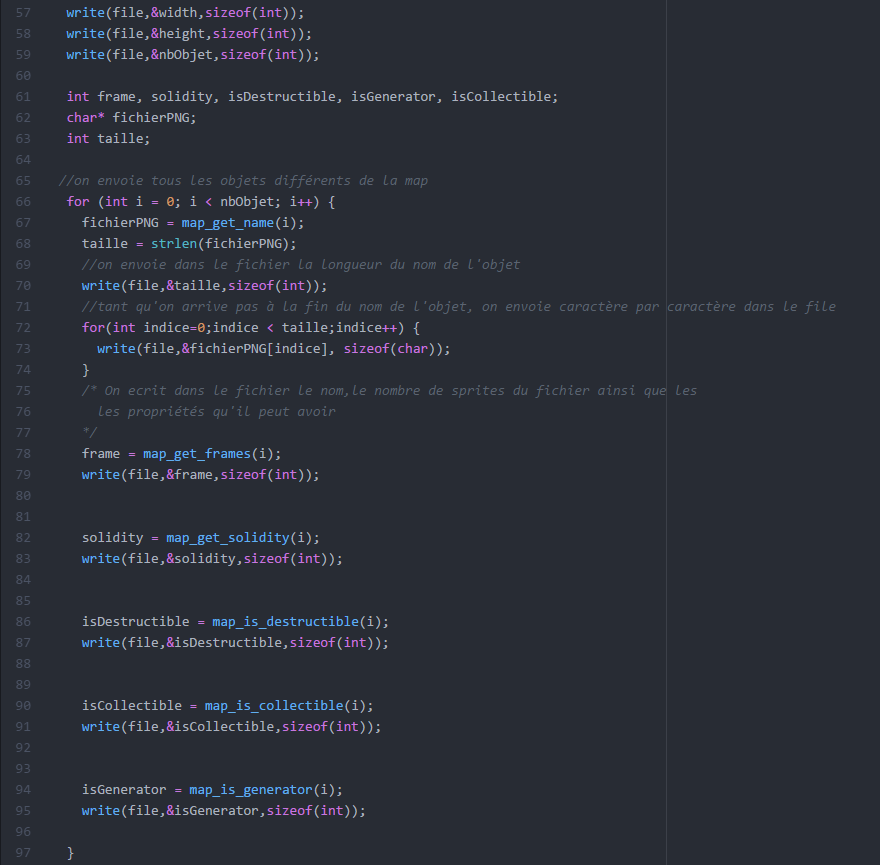 57 write(file,&width,sizeof(int));
58 write(file,&height,sizeof(int));
59 write(file,&nbObjet,sizeof(int));
60
61 int frame, solidity, isDestructible, isGenerator, isCollectible;
62 char* fichierPNG;
63 int taille;
64
65 //on envoie tous les objets différents de la map
66 for (int i = 0; i < nbObjet; i++) {
67 fichierPNG = map_get_name(i);
68 taille = strlen(fichierPNG);
69 //on envoie dans le fichier la longueur du nom de l'objet
70 write(file,&taille,sizeof(int));
71 //tant qu'on arrive pas à la fin du nom de l'objet, on envoie caractère par caractère dans le file
72 for(int indice=0;indice < taille;indice++) {
73 write(file,&fichierPNG[indice], sizeof(char));
74 }
75 /* On ecrit dans le fichier le nom,le nombre de sprites du fichier ainsi que les
76 les propriétés qu'il peut avoir
77 */
78 frame = map_get_frames(i);
79 write(file,&frame,sizeof(int));
80
81
82 solidity = map_get_solidity(i);
83 write(file,&solidity,sizeof(int));
84
85
86 isDestructible = map_is_destructible(i);
87 write(file,&isDestructible,sizeof(int));
88
89
90 isCollectible = map_is_collectible(i);
91 write(file,&isCollectible,sizeof(int));
92
93
94 isGenerator = map_is_generator(i);
95 write(file,&isGenerator,sizeof(int));
96
97 }